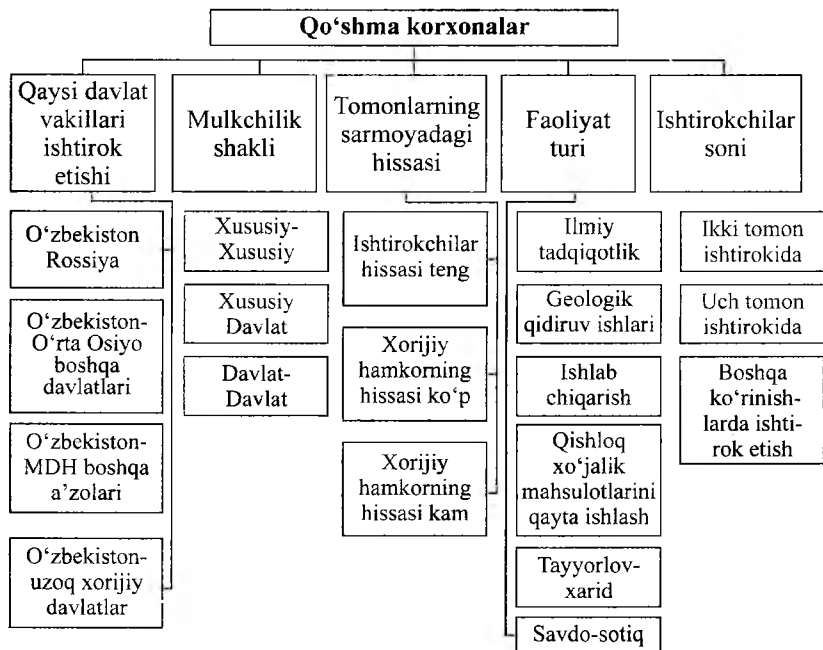 Qo‘shma korxonalar
Qaysi davlat
vakillari
ishtirok
etishi
O‘zbekiston
Rossiya
O‘zbekiston-
O‘rta Osiyo
boshqa
davlatlari
O‘zbekiston-
MDH boshqa
a’zolari
O‘zbekiston-
uzoq xorijiy
davlatlar
Mulkchilik
shakli
Xususiy-
Xususiy
Xususiy
Davlat
Davlat-
Davlat
Tomonlarning
sarmoyadagi
hissasi
Ishtirokchilar
hissasi teng
Xorijiy
hamkorning
hissasi ko‘p
Xorijiy
hamkorning
hissasi kam
Faoliyat
turi
Ilmiy
tadqiqotlik
Geologik
qidiruv ishlari
Ishlab
chiqarish
Qishloq
xo‘jalik
mahsulotlarini
qayta ishlash
Tayyorlov-
xarid
Savdo-sotiq
Ishtirokchilar
soni
Ikki tomon
ishtirokida
Uch tomon
ishtirokida
Boshqa
ko‘rinish-
larda ishti-
rok etish